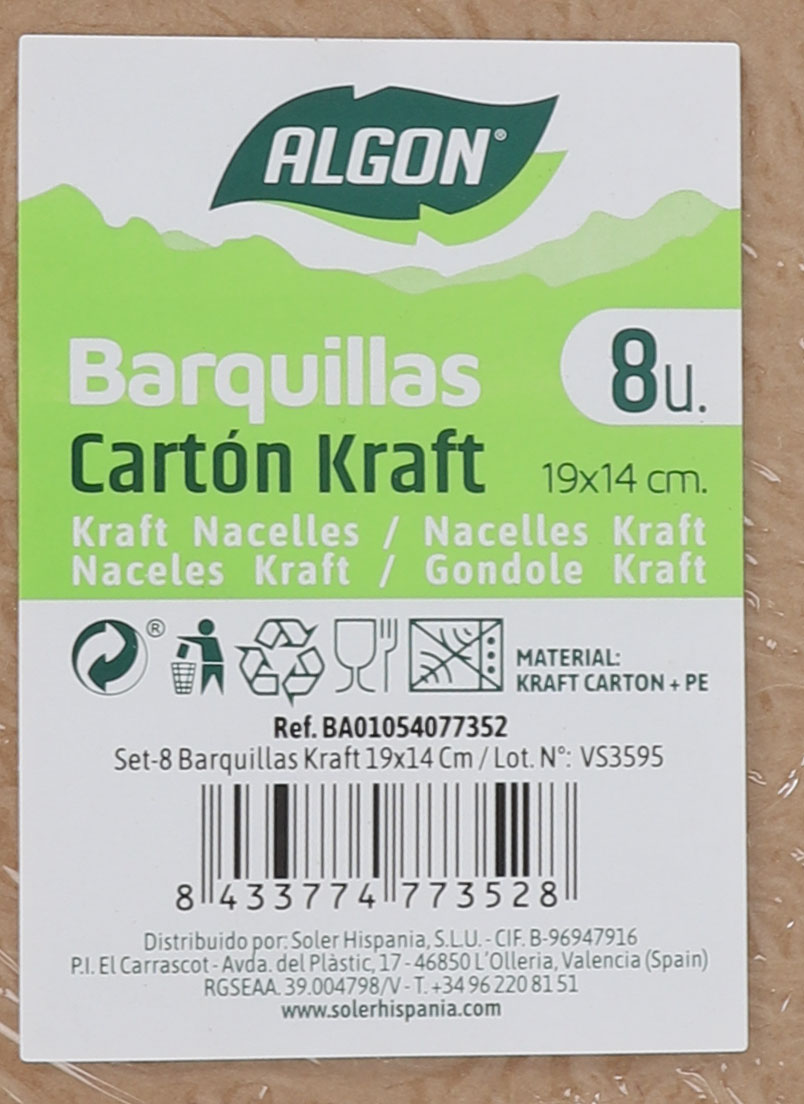 ALGON®
Barquillas
8u.
Cartón Kraft
19x14 cm.
Kraft Nacelles / Nacelles Kraft
Naceles Kraft / Gondole Kraft
®
MATERIAL:
KRAFT CARTON + PE
Ref. BA01054077352
Set-8 Barquillas Kraft 19x14 Cm / Lot. Nº: VS3595
8 433774 773528
Distribuido por: Soler Hispania, S.L.U. - CIF. B-96947916
P.I. El Carrascot - Avda. del Plàstic, 17 - 46850 L'Olleria, Valencia (Spain)
RGSEAA. 39.004798/V - T. +34 96 220 81 51
www.solerhispania.com